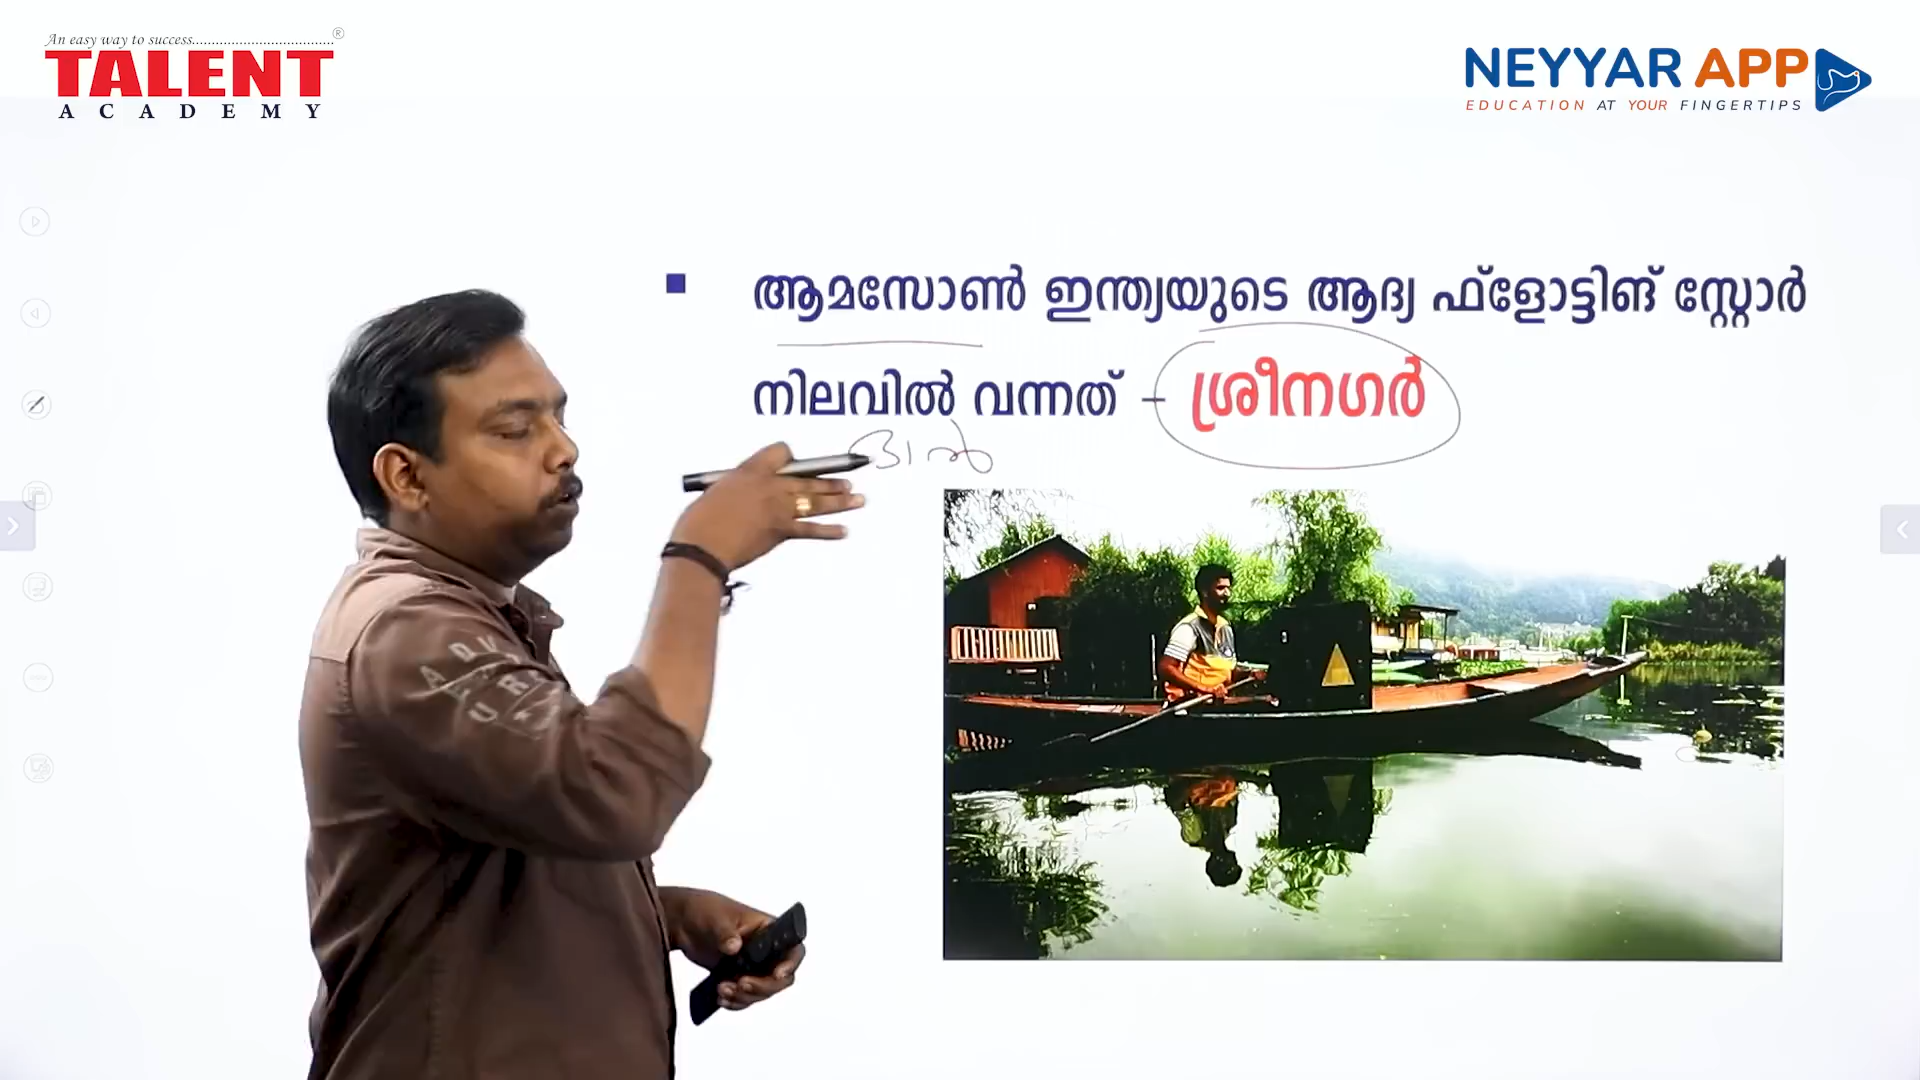 An easy way to success.................................... ®
TALENT
ACADEMY
NEYYAR APP
EDUCATION AT YOUR FINGERTIPS
ആമസോൺ ഇന്ത്യയുടെ ആദ്യ ഫ്ളോട്ടിങ് സ്റ്റോർ
നിലവിൽ വന്നത് - ശ്രീനഗർ
ദാൽ